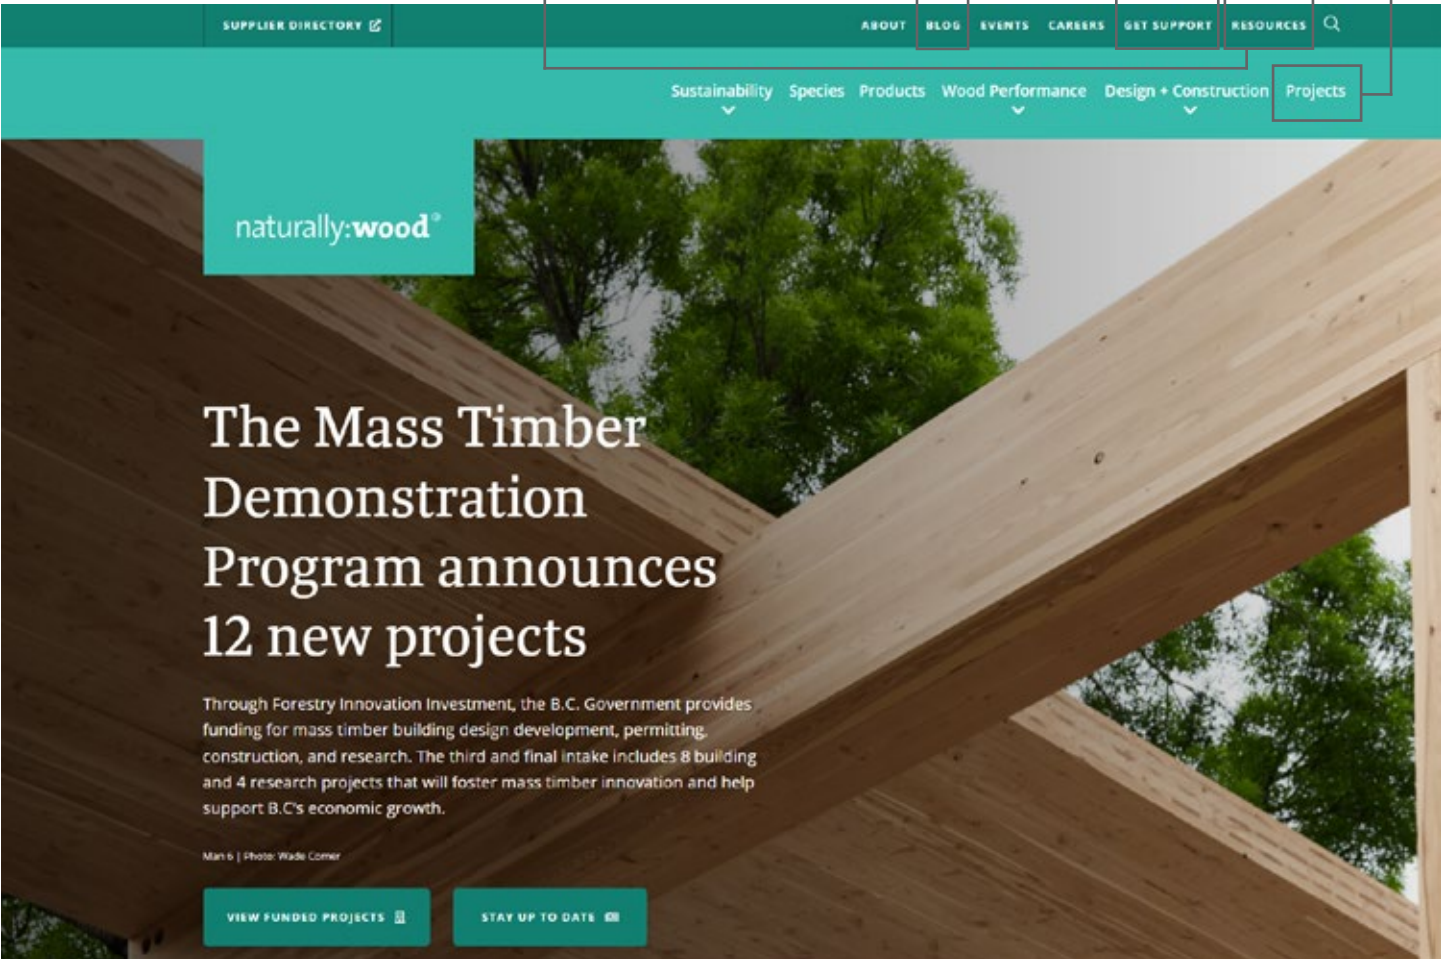 SUPPLIER DIRECTORY
ABOUT BLOG EVENTS CAREERS GET SUPPORT RESOURCES
Sustainability Species Products Wood Performance Design + Construction Projects
naturally:wood®
The Mass Timber
Demonstration
Program announces
12 new projects
Through Forestry Innovation Investment, the B.C. Government provides
funding for mass timber building design development, permitting,
construction, and research. The third and final intake includes 8 building
and 4 research projects that will foster mass timber innovation and help
support B.C's economic growth.
Main 6 | Photo: Wade Comer
VIEW FUNDED PROJECTS
STAY UP TO DATE